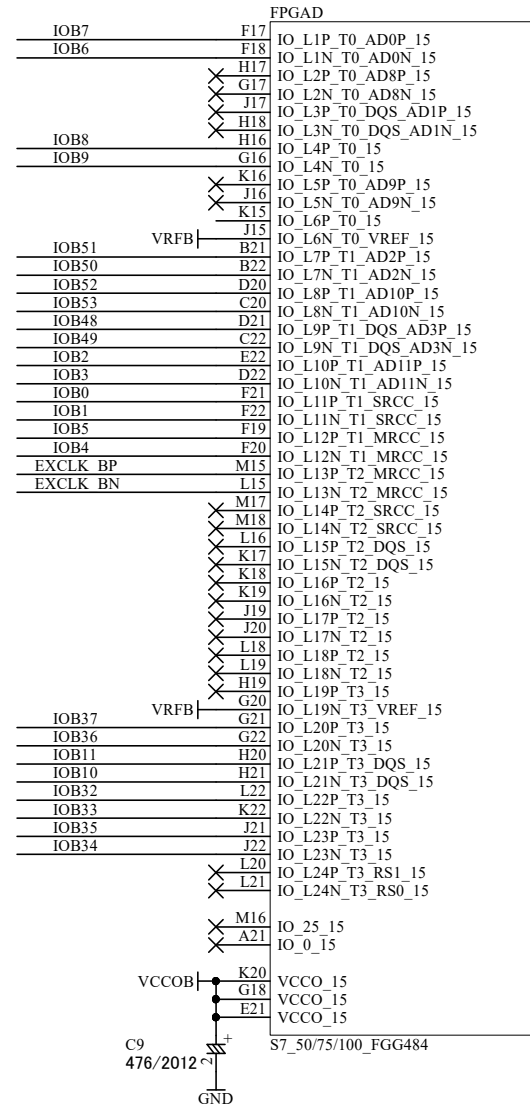 FPGAD
IOB7 F17 IO_L1P_T0_AD0P_15
IOB6 F18 IO_L1N_T0_AD0N_15
H17 IO_L2P_T0_AD8P_15
G17 IO_L2N_T0_AD8N_15
J17 IO_L3P_T0_DQS_AD1P_15
H18 IO_L3N_T0_DQS_AD1N_15
IOB8 H16 IO_L4P_T0_15
IOB9 G16 IO_L4N_T0_15
K16 IO_L5P_T0_AD9P_15
J16 IO_L5N_T0_AD9N_15
K15 IO_L6P_T0_15
VRFB J15 IO_L6N_T0_VREF_15
IOB51 B21 IO_L7P_T1_AD2P_15
IOB50 B22 IO_L7N_T1_AD2N_15
IOB52 D20 IO_L8P_T1_AD10P_15
IOB53 C20 IO_L8N_T1_AD10N_15
IOB48 D21 IO_L9P_T1_DQS_AD3P_15
IOB49 C22 IO_L9N_T1_DQS_AD3N_15
IOB2 E22 IO_L10P_T1_AD11P_15
IOB3 D22 IO_L10N_T1_AD11N_15
IOB0 F21 IO_L11P_T1_SRCC_15
IOB1 F22 IO_L11N_T1_SRCC_15
IOB5 F19 IO_L12P_T1_MRCC_15
IOB4 F20 IO_L12N_T1_MRCC_15
EXCLK_BP M15 IO_L13P_T2_MRCC_15
EXCLK_BN L15 IO_L13N_T2_MRCC_15
M17 IO_L14P_T2_SRCC_15
M18 IO_L14N_T2_SRCC_15
L16 IO_L15P_T2_DQS_15
K17 IO_L15N_T2_DQS_15
K18 IO_L16P_T2_15
K19 IO_L16N_T2_15
J19 IO_L17P_T2_15
J20 IO_L17N_T2_15
L18 IO_L18P_T2_15
L19 IO_L18N_T2_15
H19 IO_L19P_T3_15
VRFB G20 IO_L19N_T3_VREF_15
IOB37 G21 IO_L20P_T3_15
IOB36 G22 IO_L20N_T3_15
IOB11 H20 IO_L21P_T3_DQS_15
IOB10 H21 IO_L21N_T3_DQS_15
IOB32 L22 IO_L22P_T3_15
IOB33 K22 IO_L22N_T3_15
IOB35 J21 IO_L23P_T3_15
IOB34 J22 IO_L23N_T3_15
L20 IO_L24P_T3_RS1_15
L21 IO_L24N_T3_RS0_15
M16 IO_25_15
A21 IO_0_15
VCCOB K20 VCCO_15
G18 VCCO_15
E21 VCCO_15
C9 + S7_50/75/100_FGG484
476/2012 2
GND